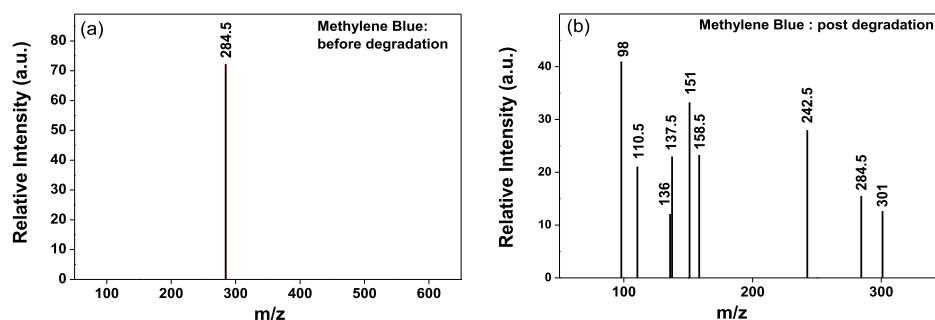 (a)
Methylene Blue:
before degradation
284.5
80
70
60
50
40
30
20
10
0
Relative Intensity (a.u.)
100 200 300 400 500 600
m/z
(b)
Methylene Blue : post degradation
98
110.5
136
137.5
151
158.5
242.5
284.5
301
40
30
20
10
0
Relative Intensity (a.u.)
100 200 300
m/z